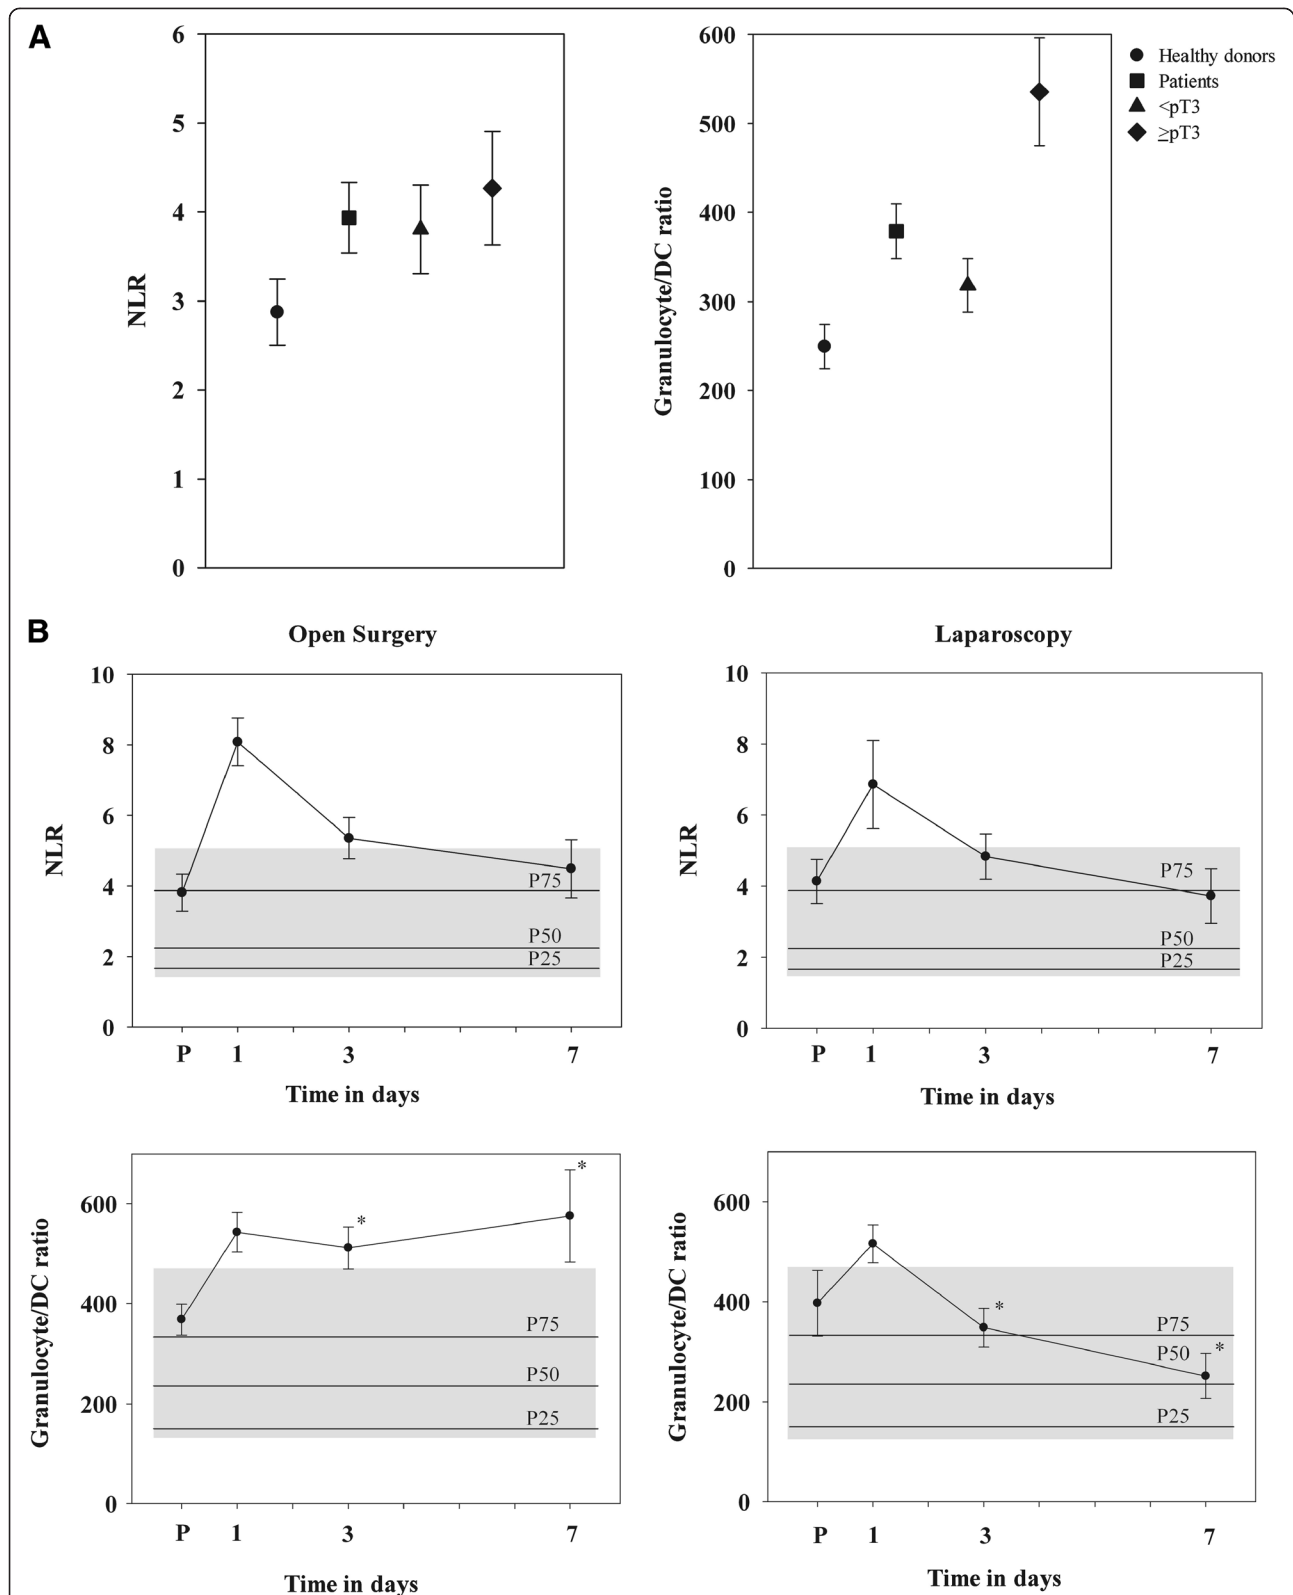 A
6
5
4
3
2
1
0
NLR
600
500
400
300
200
100
0
Granulocyte/DC ratio
Healthy donors
Patients
<pT3
≥pT3
B
Open Surgery
10
8
6
4
2
0
NLR
P75
P50
P25
P 1 3 7
Time in days
Laparoscopy
10
8
6
4
2
0
NLR
P75
P50
P25
P 1 3 7
Time in days
600
400
200
0
Granulocyte/DC ratio
*
*
P75
P50
P25
P 1 3 7
Time in days
600
400
200
0
Granulocyte/DC ratio
*
*
P75
P50
P25
P 1 3 7
Time in days